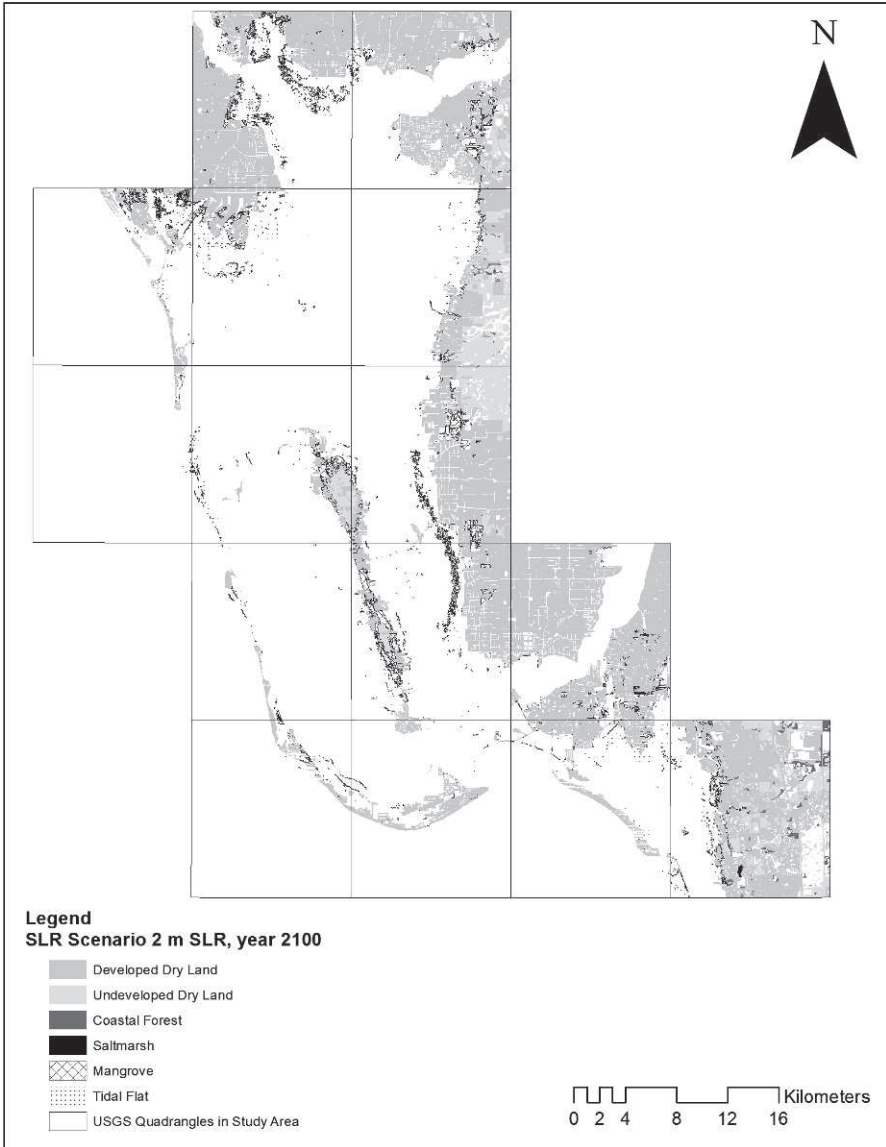 N
Legend
SLR Scenario 2 m SLR, year 2100
Developed Dry Land
Undeveloped Dry Land
Coastal Forest
Saltmarsh
Mangrove
Tidal Flat
USGS Quadrangles in Study Area
Kilometers
0 2 4 8 12 16